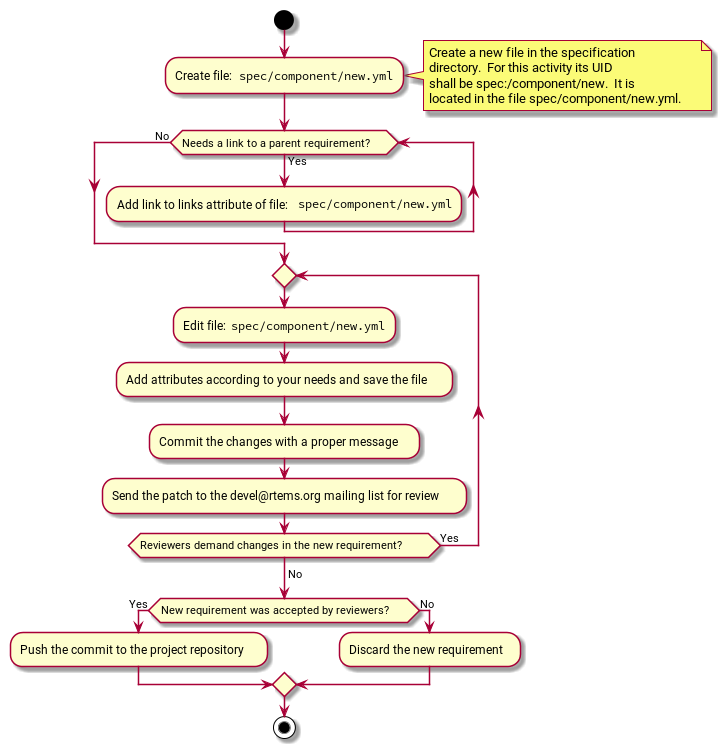 Create a new file in the specification
directory.  For this activity its UID
shall be spec:/component/new.  It is
located in the file spec/component/new.yml.
Create file:  spec/component/new.yml
No
Needs a link to a parent requirement?
Yes
Add link to links attribute of file:  spec/component/new.yml
Edit file:  spec/component/new.yml
Add attributes according to your needs and save the file
Commit the changes with a proper message
Send the patch to the devel@rtems.org mailing list for review
Reviewers demand changes in the new requirement?
Yes
No
Yes
New requirement was accepted by reviewers?
No
Push the commit to the project repository
Discard the new requirement